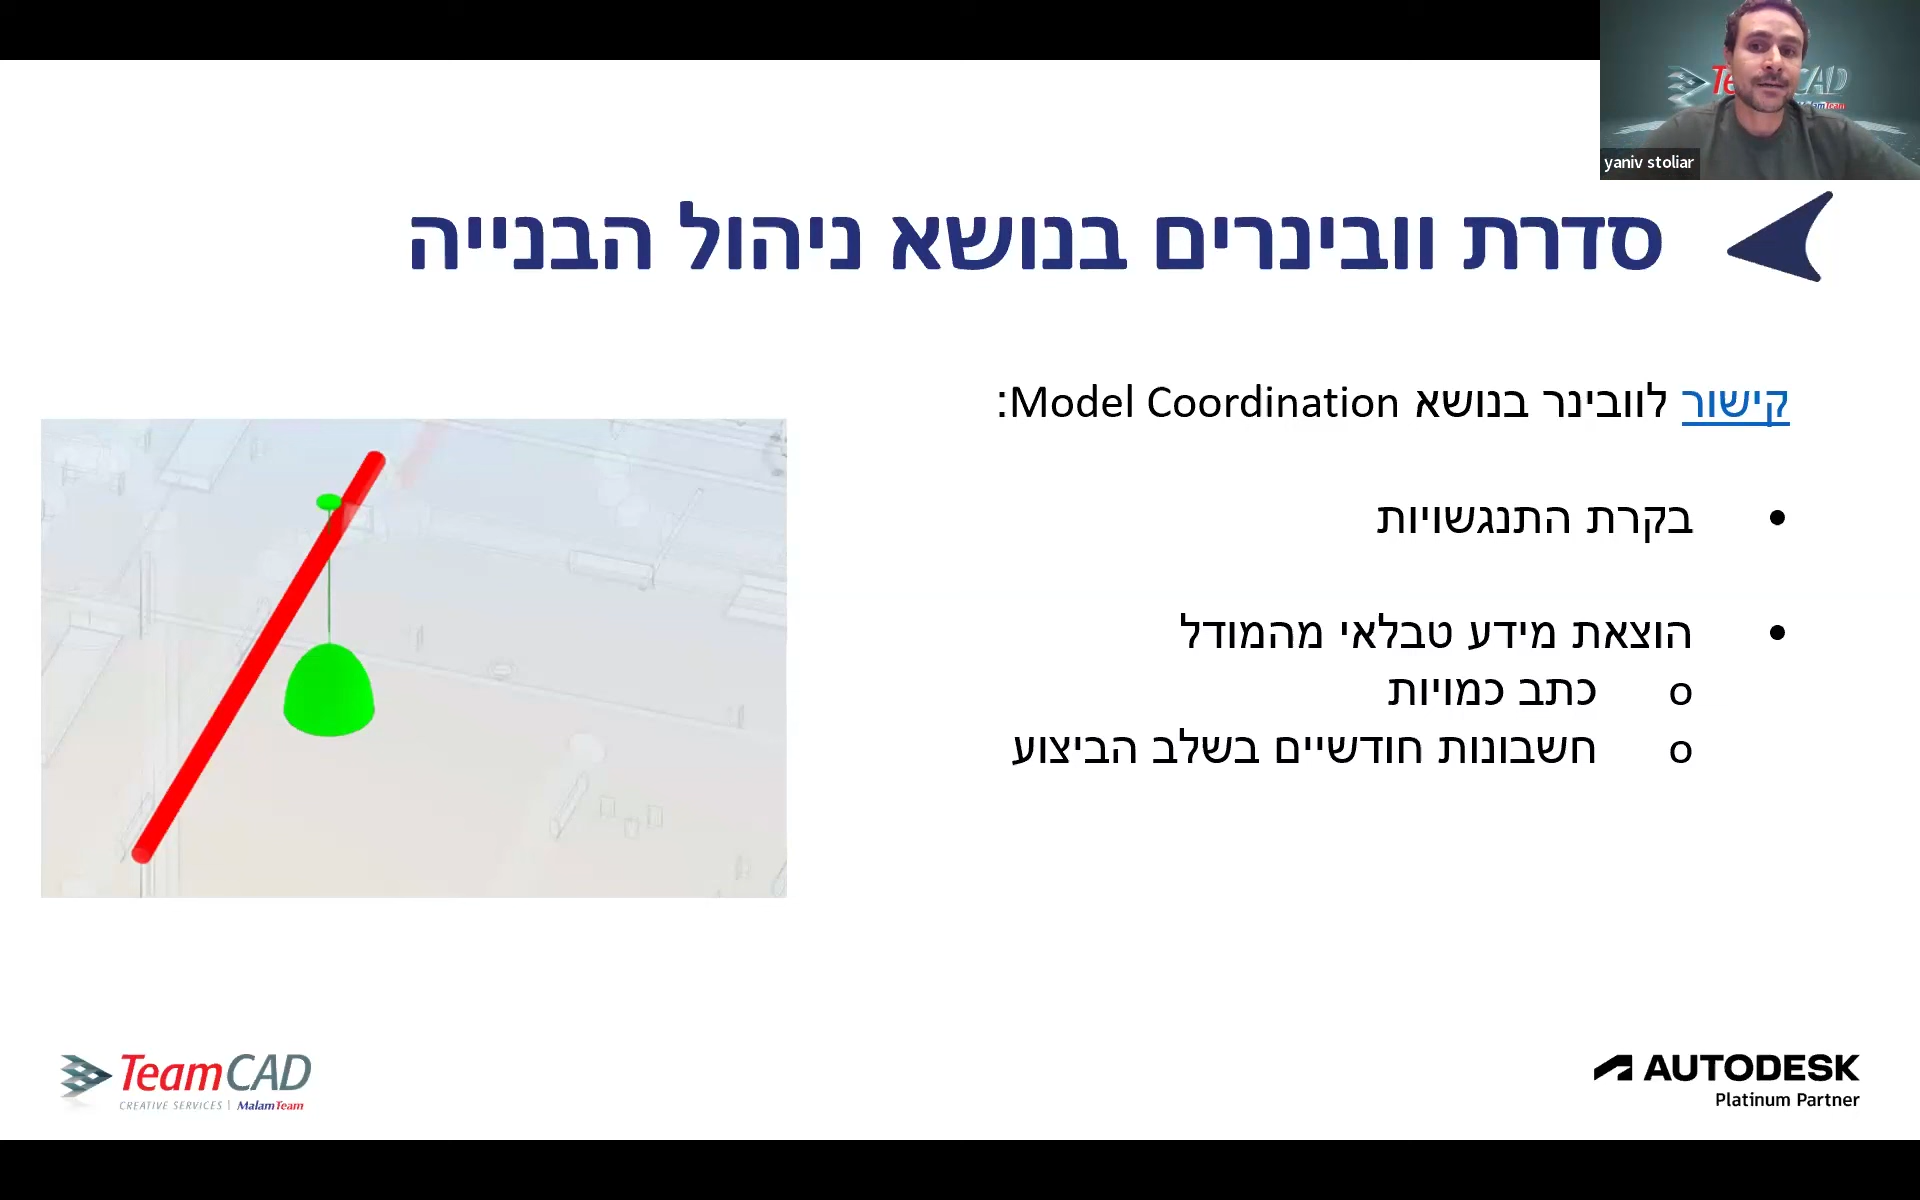 yaniv stoliar
סדרת וובינרים בנושא ניהול הבנייה
קישור לוובינר בנושא Model Coordination:
• בקרת התנגשויות
• הוצאת מידע טבלאי מהמודל
o כתב כמויות
o חשבונות חודשיים בשלב הביצוע
TeamCAD
CREATIVE SERVICES | MalamTeam
AUTODESK
Platinum Partner